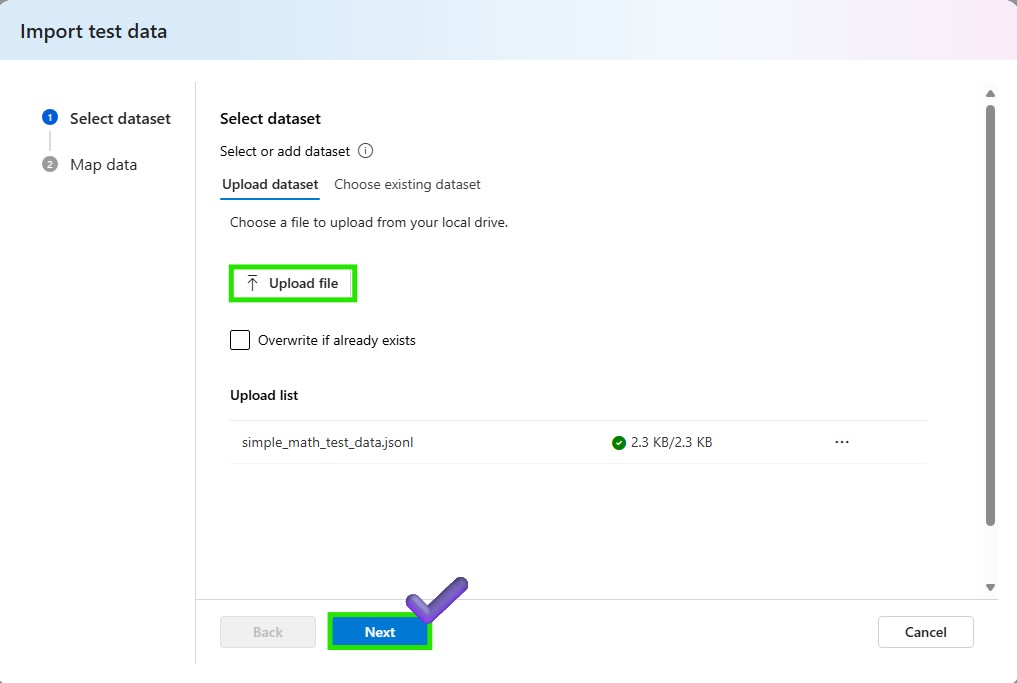 Import test data
1 Select dataset
2 Map data
Select dataset
Select or add dataset
Upload dataset Choose existing dataset
Choose a file to upload from your local drive.
Upload file
Overwrite if already exists
Upload list
simple_math_test_data.jsonl 2.3 KB/2.3 KB ...
Back Next Cancel